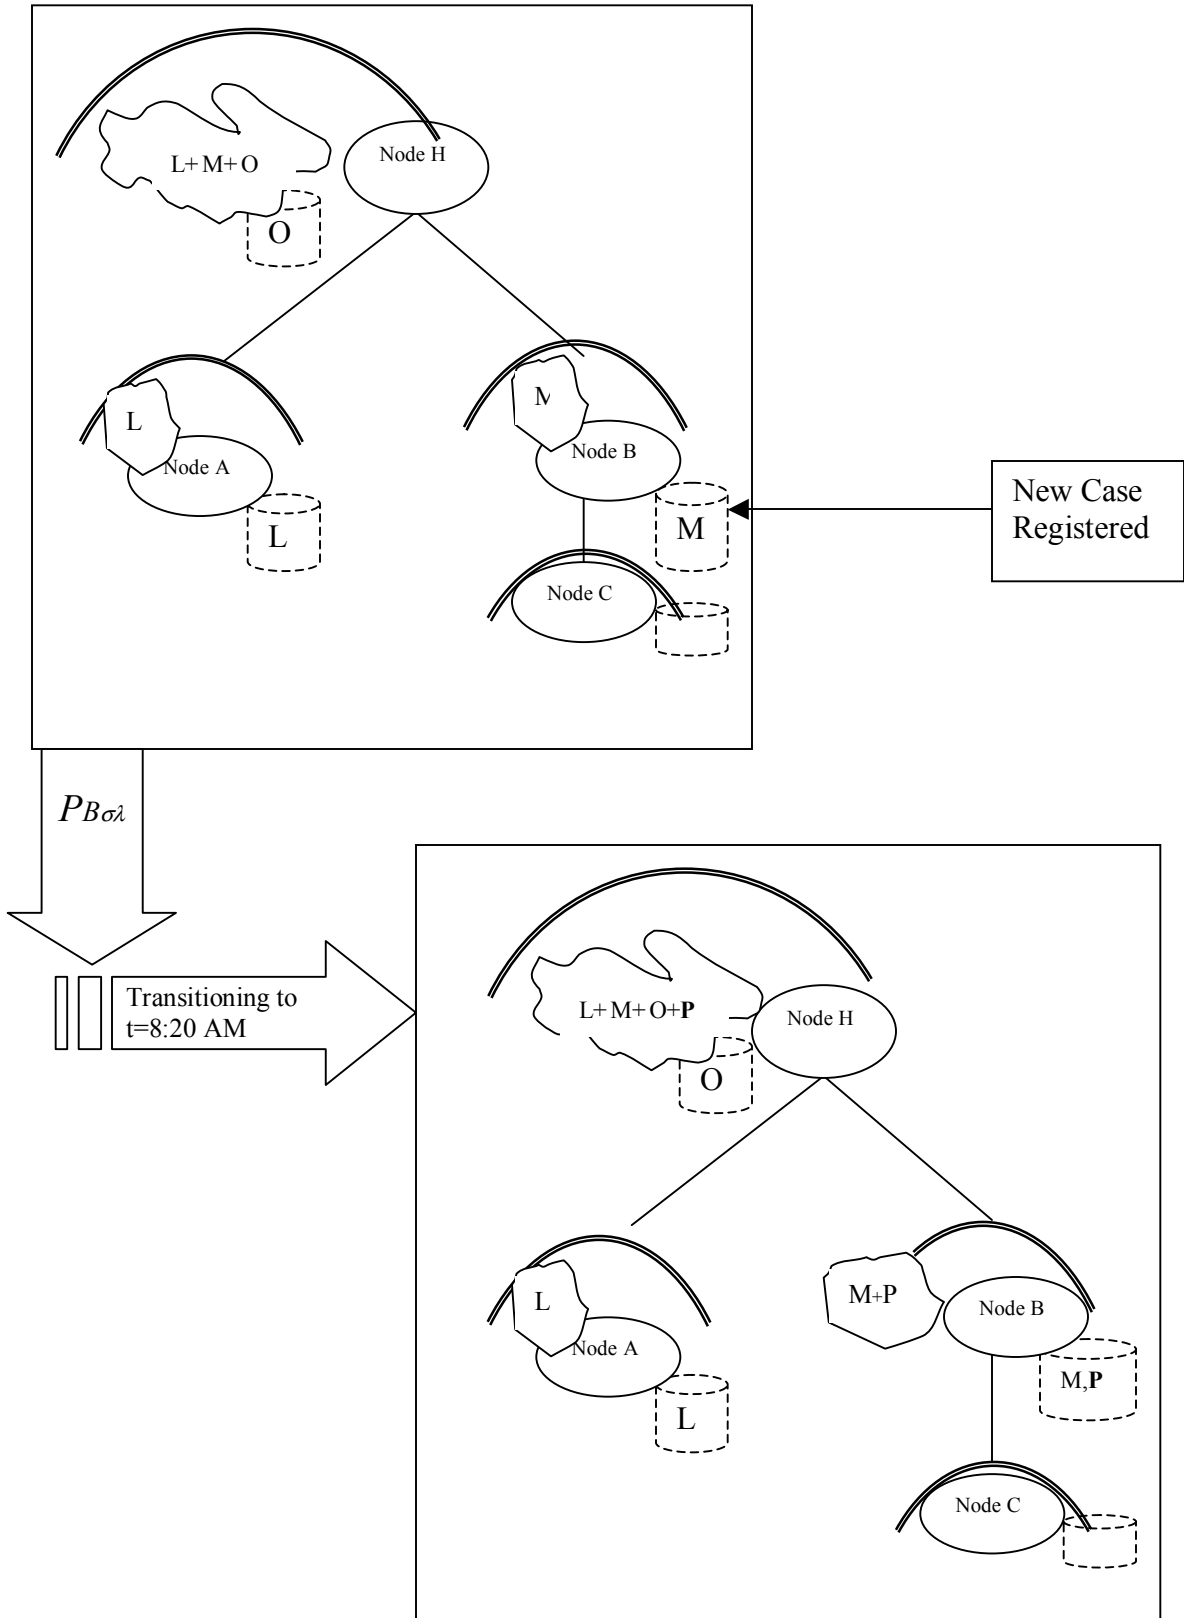 Node H
L+ M+ O
O
L
M
Node A
Node B
L
M
New Case
Registered
Node C
PBσλ
Transitioning to
t=8:20 AM
L+ M+ O+P
Node H
O
L
M+P
Node B
Node A
M,P
L
Node C